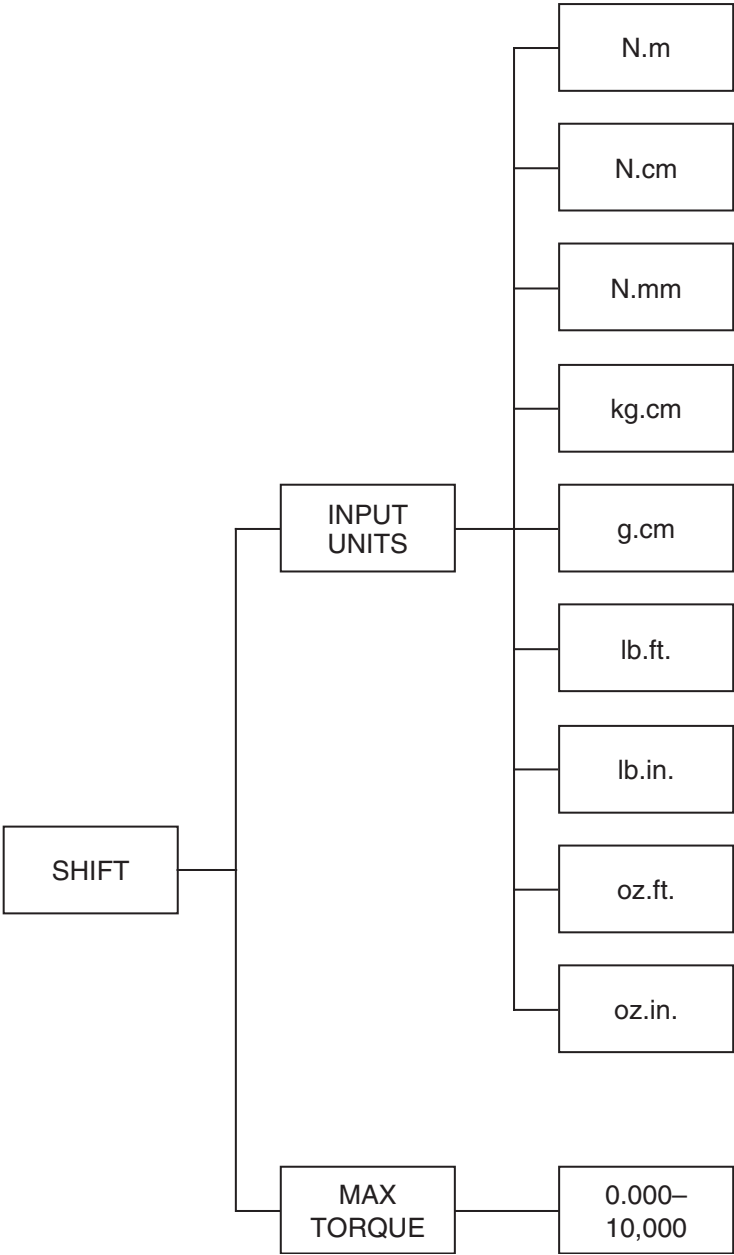 N.m
N.cm
N.mm
kg.cm
INPUT
UNITS
g.cm
lb.ft.
lb.in.
SHIFT
oz.ft.
oz.in.
MAX
TORQUE
0.000–
10,000